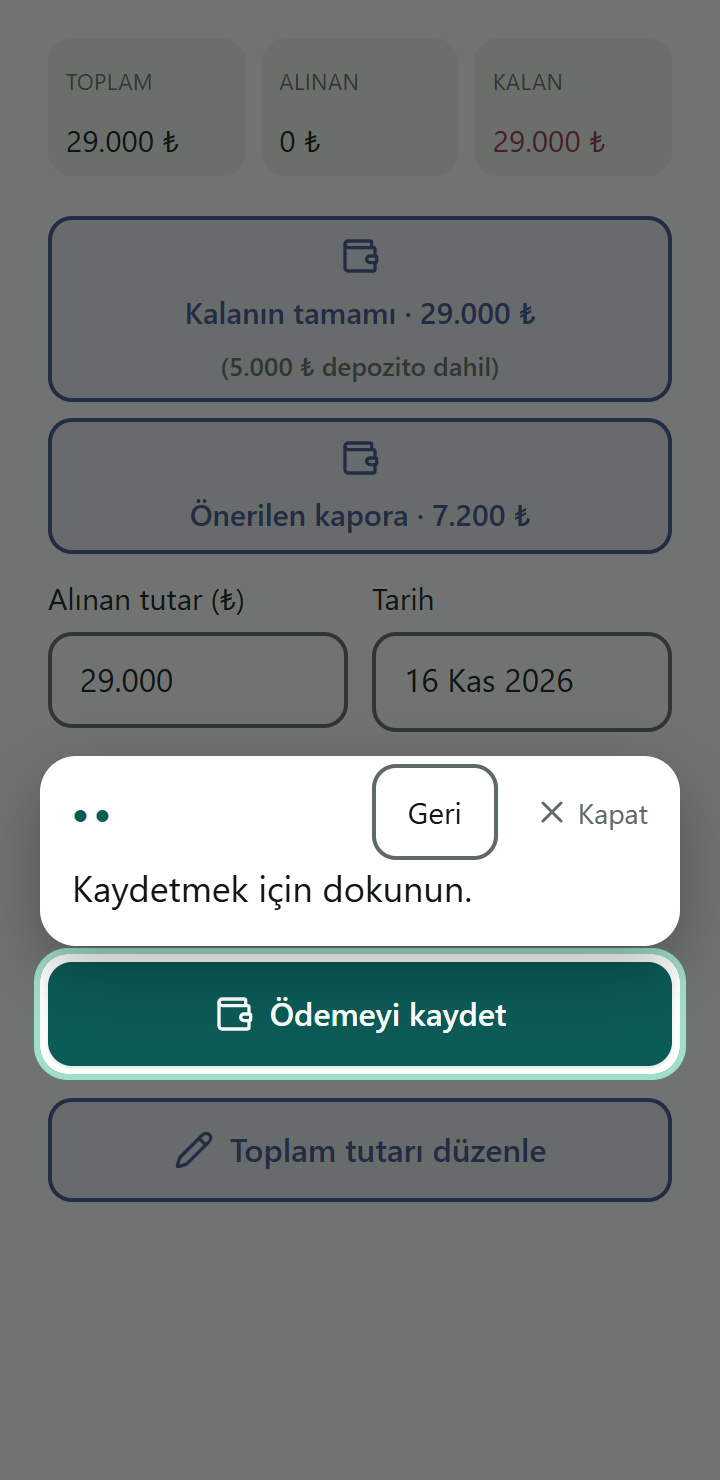 TOPLAM
29.000 ₺
ALINAN
0 ₺
KALAN
29.000 ₺
Kalanın tamamı · 29.000 ₺
(5.000 ₺ depozito dahil)
Önerilen kapora · 7.200 ₺
Alınan tutar (₺)
Tarih
29.000
16 Kas 2026
Geri
Kapat
Kaydetmek için dokunun.
Ödemeyi kaydet
Toplam tutarı düzenle